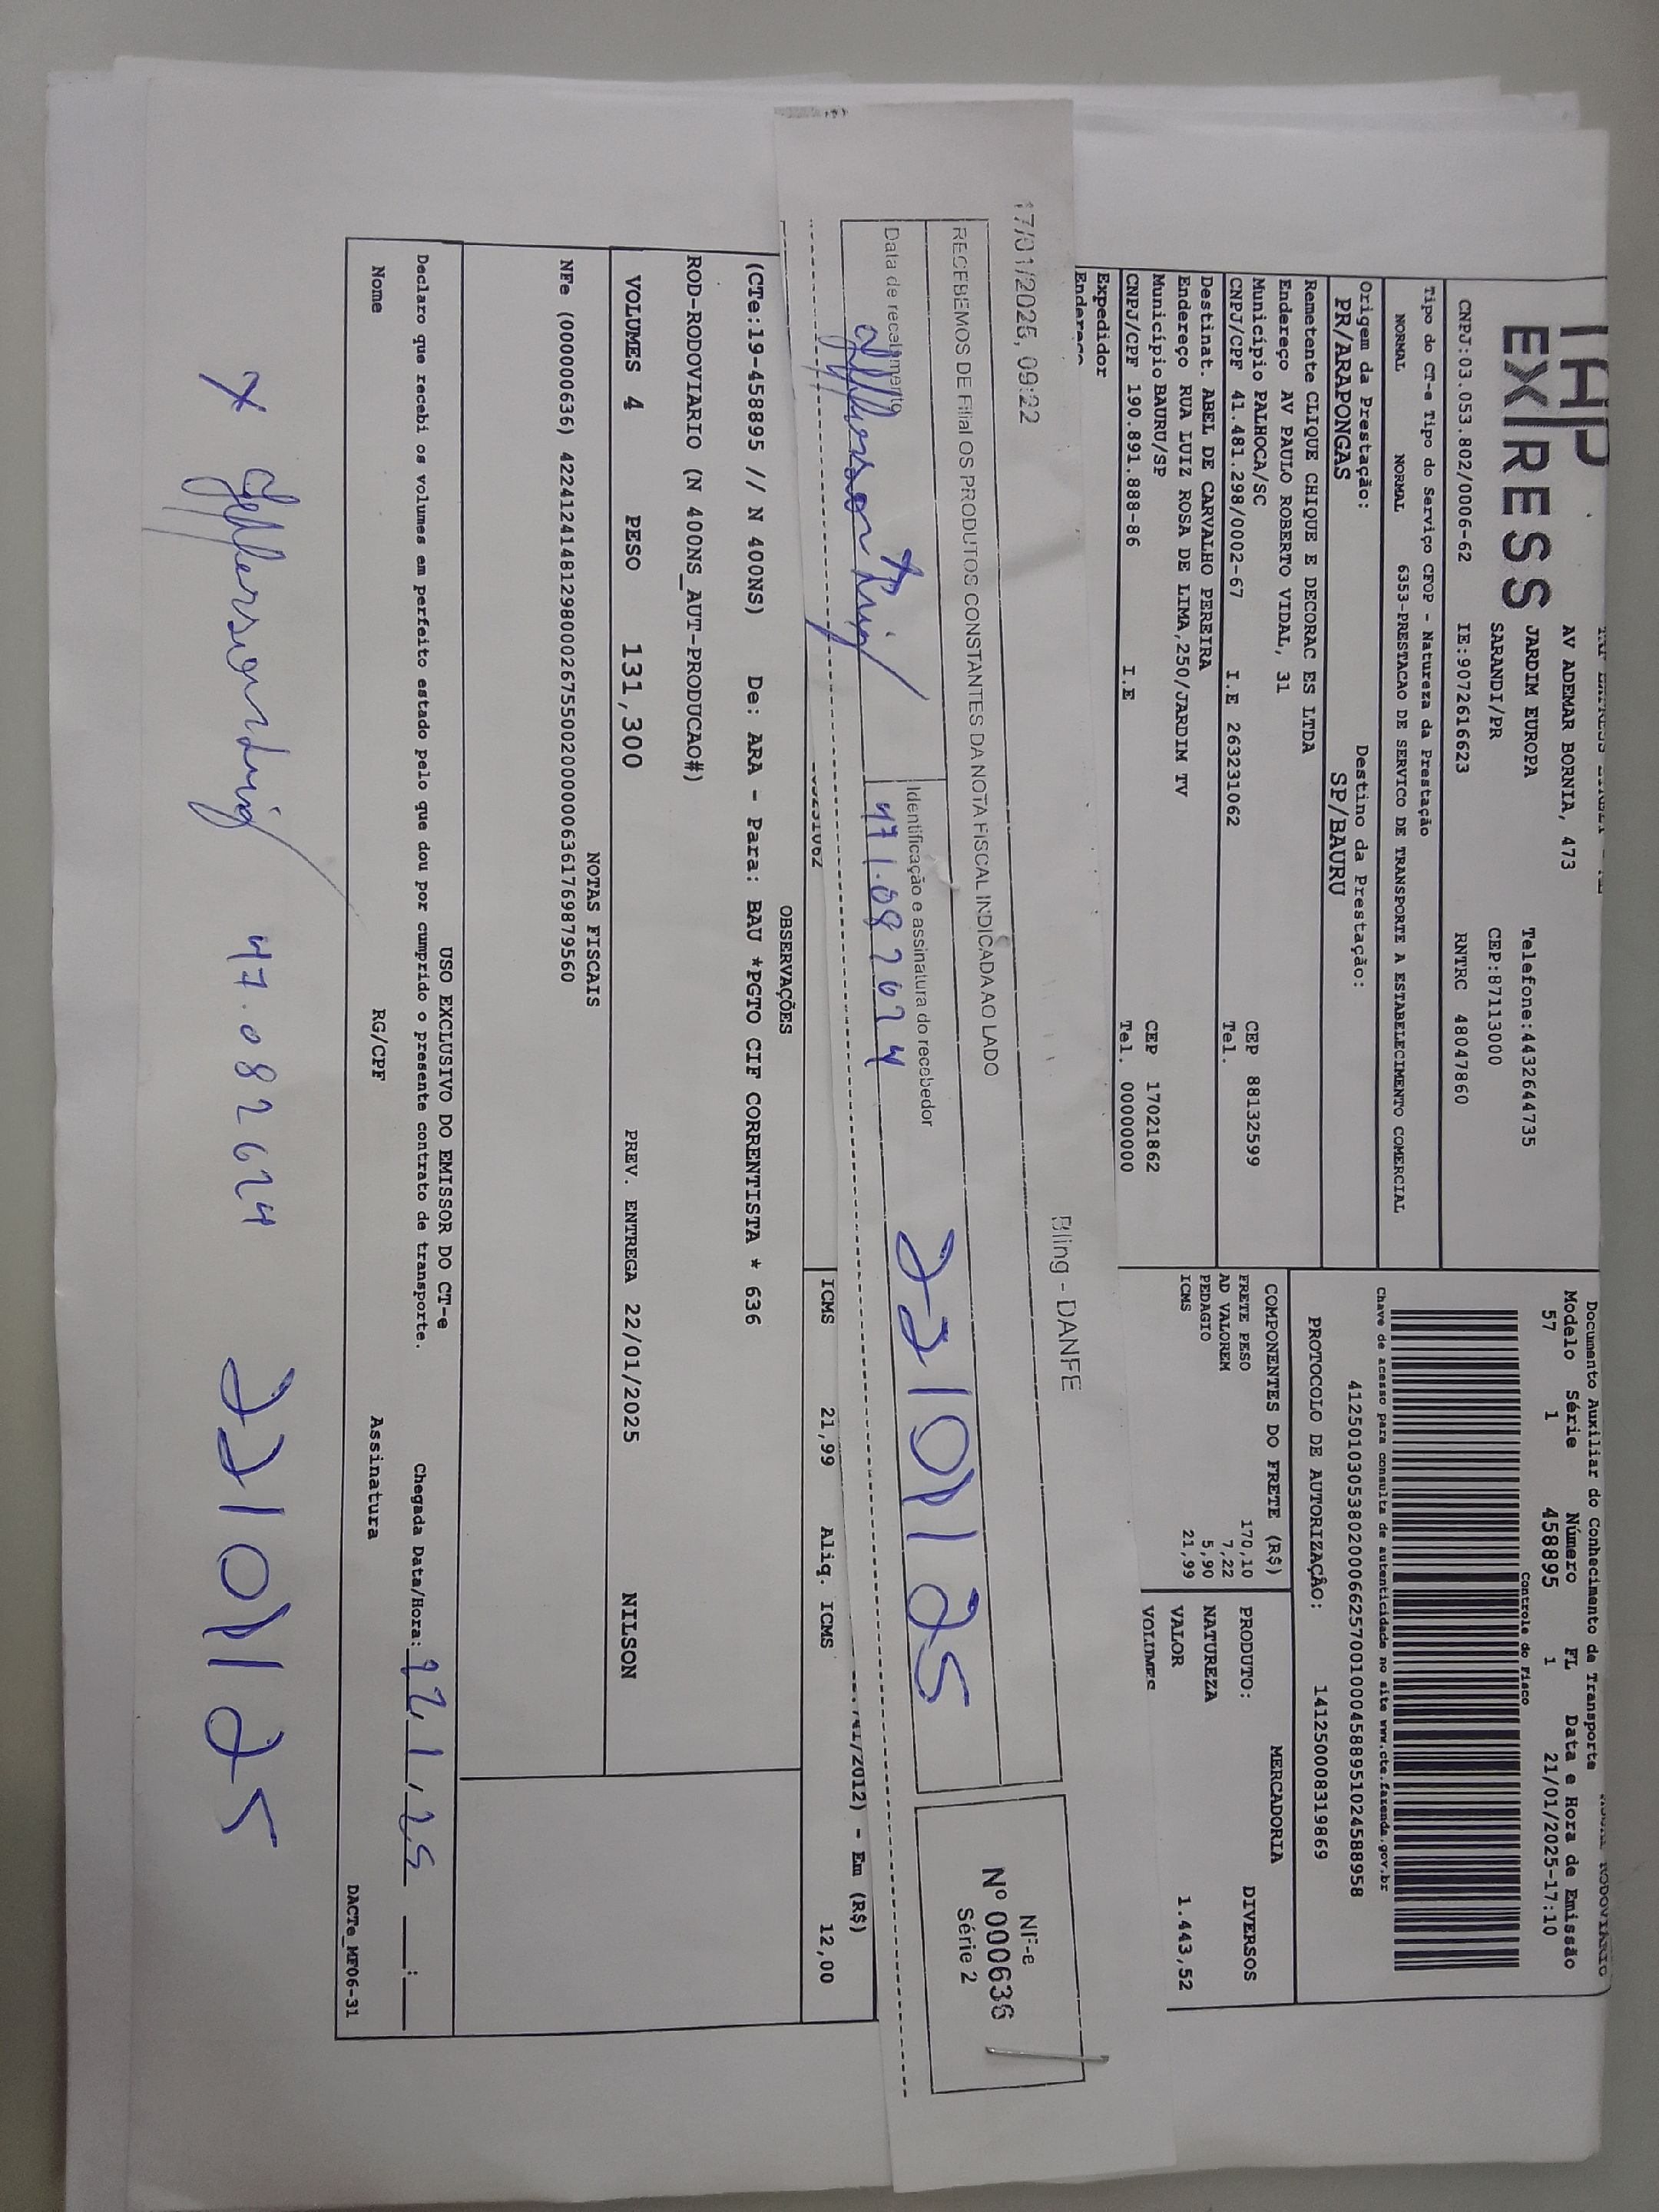 TAP
EXPRESS
AV ADEMAR BORNIA, 473
JARDIM EUROPA Telefone:4432644735
SARANDI/PR CEP:87113000
CNPJ:03.053.802/0006-62 IE:9072616623 RNTRC 48047860
Tipo do CT-e Tipo do Serviço CFOP - Natureza da Prestação
NORMAL NORMAL 6353-PRESTACAO DE SERVICO DE TRANSPORTE A ESTABELECIMENTO COMERCIAL
Origem da Prestação: Destino da Prestação:
PR/ARAPONGAS SP/BAURU
Remetente CLIQUE CHIQUE E DECORAC ES LTDA
Endereço AV PAULO ROBERTO VIDAL, 31
Município PALHOCA/SC CEP 88132599
CNPJ/CPF 41.481.298/0002-67 I.E 263231062 Tel.
Destinat. ABEL DE CARVALHO PEREIRA
Endereço RUA LUIZ ROSA DE LIMA,250/JARDIM TV
Município BAURU/SP CEP 17021862
CNPJ/CPF 190.891.888-86 I.E Tel. 00000000
Expedidor
Endereço
Documento Auxiliar do Conhecimento de Transporte
Modelo Série Número FL Data e Hora de Emissão
57 1 458895 1 21/01/2025-17:10
Controle do Fisco
Chave de acesso para consulta de autenticidade no site www.cte.fazenda.gov.br
41250103053802000662570010004588951024588958
PROTOCOLO DE AUTORIZAÇÃO: 141250008319869
COMPONENTES DO FRETE (R$)
FRETE PESO 170,10
AD VALOREM 7,22
PEDAGIO 5,90
ICMS 21,99
MERCADORIA
PRODUTO: DIVERSOS
NATUREZA
VALOR 1.443,52
VOLUMES
17/01/2025, 09:22 Bling - DANFE
RECEBEMOS DE Filial OS PRODUTOS CONSTANTES DA NOTA FISCAL INDICADA AO LADO
Data de recebimento Identificação e assinatura do recebedor
471.082624
22/01/25
NF-e
Nº 000636
Série 2
/2012) - Em (R$)
ICMS 21,99 Aliq. ICMS 12,00
OBSERVAÇÕES
(CTe:19-458895 // N 400NS) De: ARA - Para: BAU *PGTO CIF CORRENTISTA * 636
ROD-RODOVIARIO (N 400NS_AUT-PRODUCAO#)
VOLUMES 4 PESO 131,300 PREV. ENTREGA 22/01/2025 NILSON
NOTAS FISCAIS
NFe (000000636) 42241241481298000267550020000006361769879560
USO EXCLUSIVO DO EMISSOR DO CT-e
Declaro que recebi os volumes em perfeito estado pelo que dou por cumprido o presente contrato de transporte. Chegada Data/Hora: 22/1/25 __:__
Nome RG/CPF Assinatura
DACTe_MF06-31
x 47.082624 22/01/25